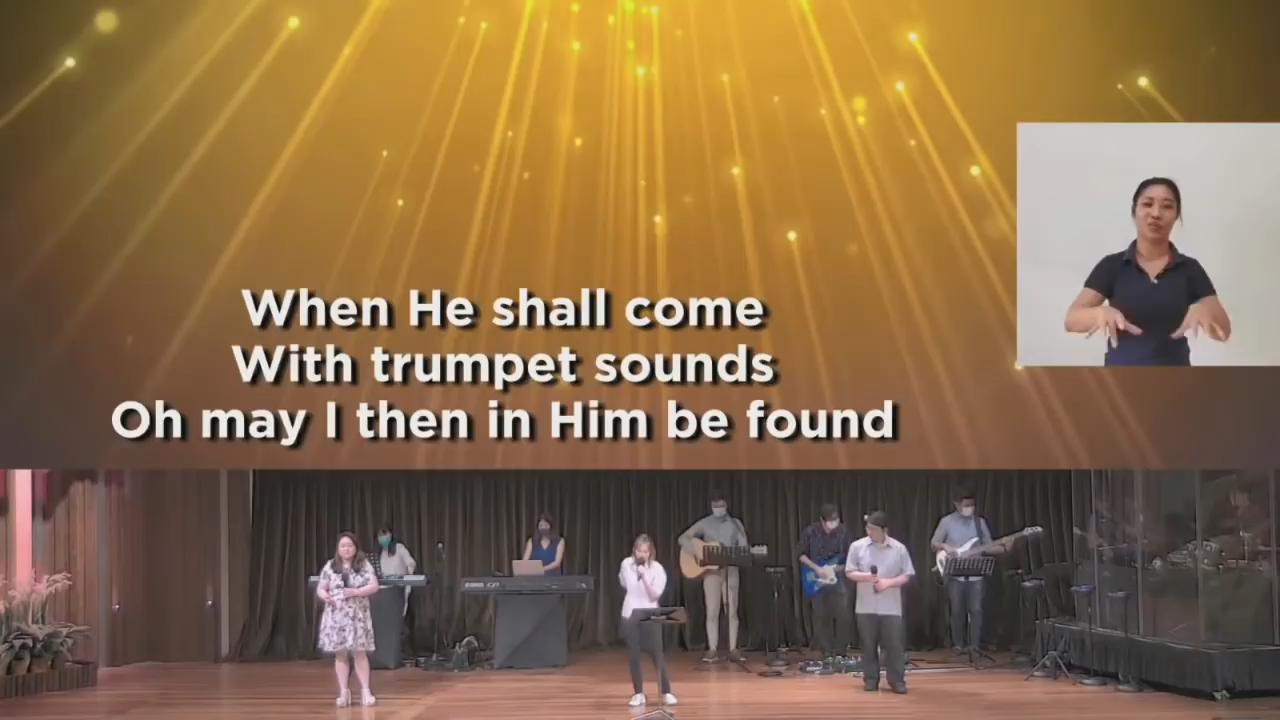 When He shall come
With trumpet sounds
Oh may I then in Him be found